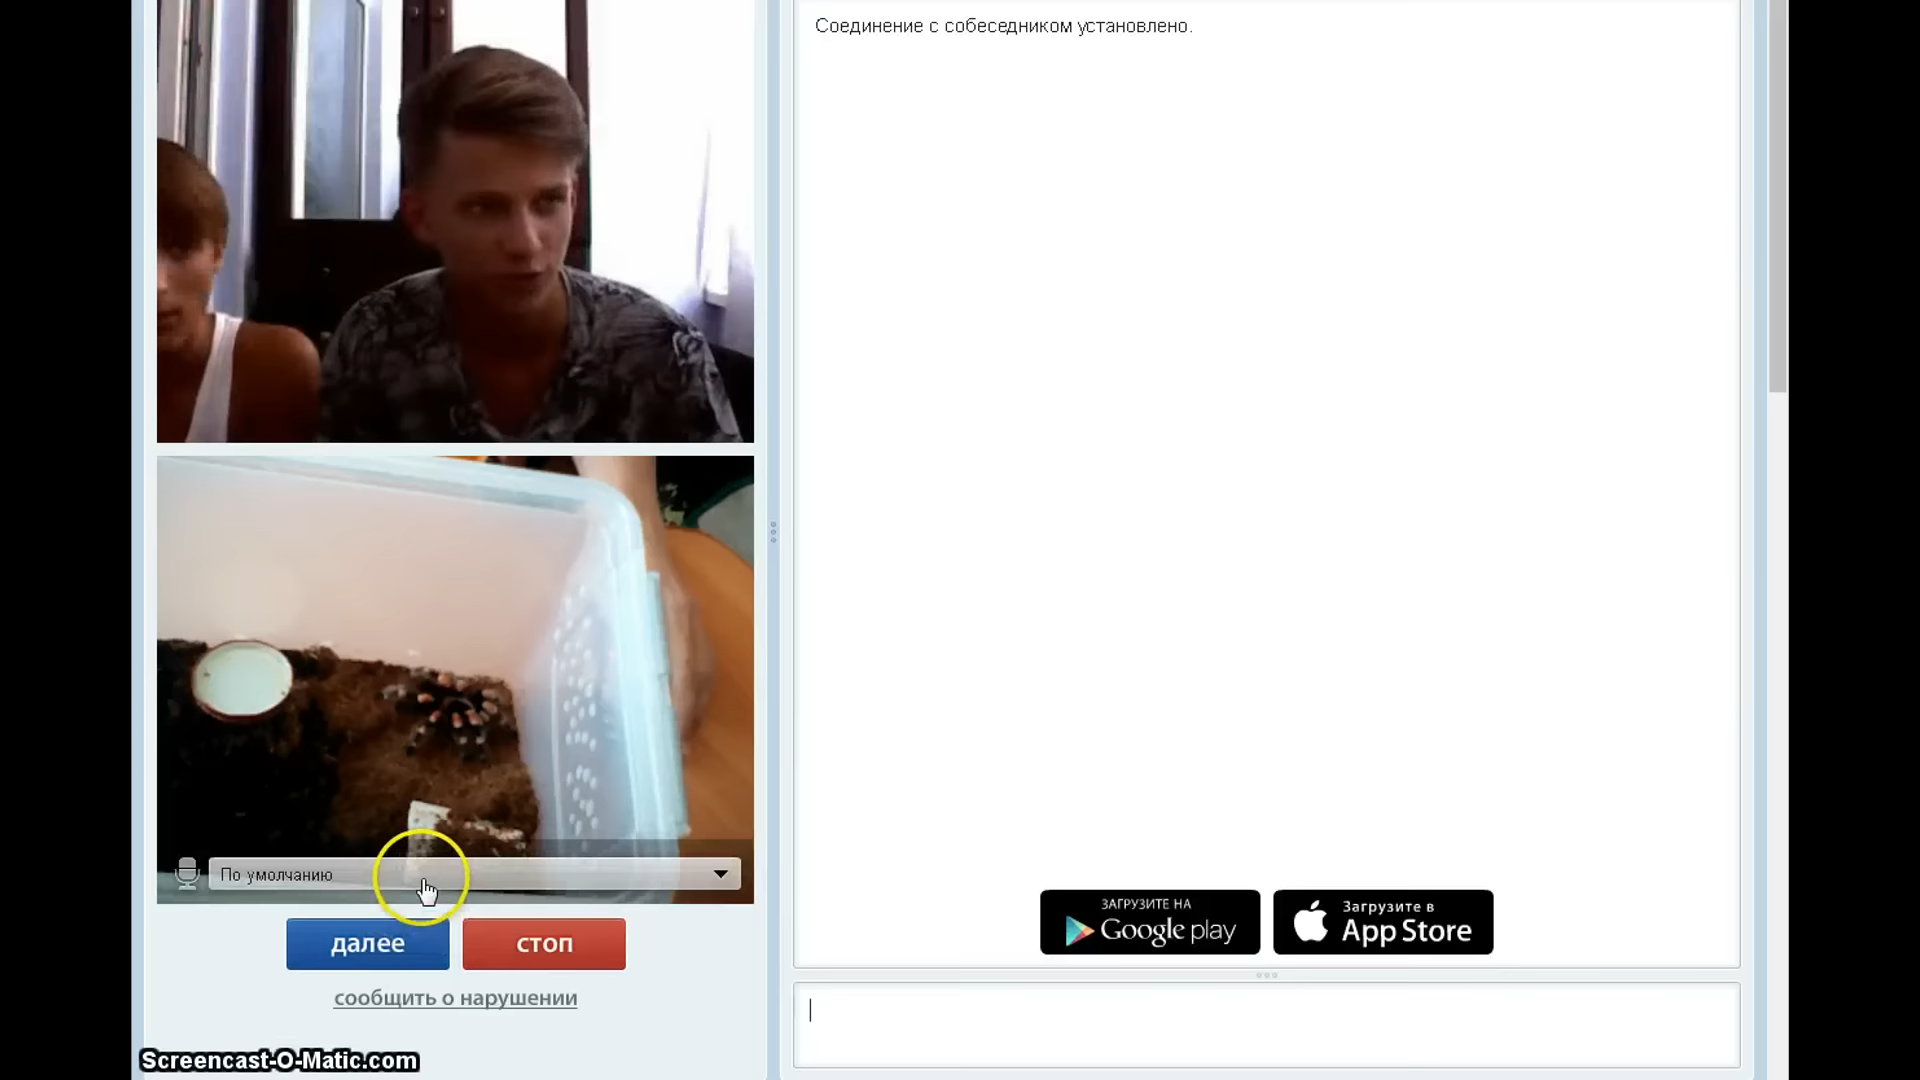 Соединение с собеседником установлено.
По умолчанию
далее
стоп
сообщить о нарушении
ЗАГРУЗИТЕ НА
Google play
Загрузите в
App Store
Screencast-O-Matic.com